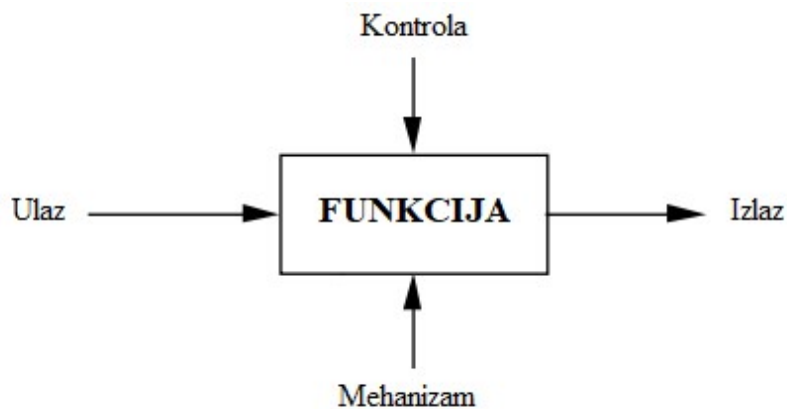 Kontrola
Ulaz
FUNKCIJA
Izlaz
Mehanizam